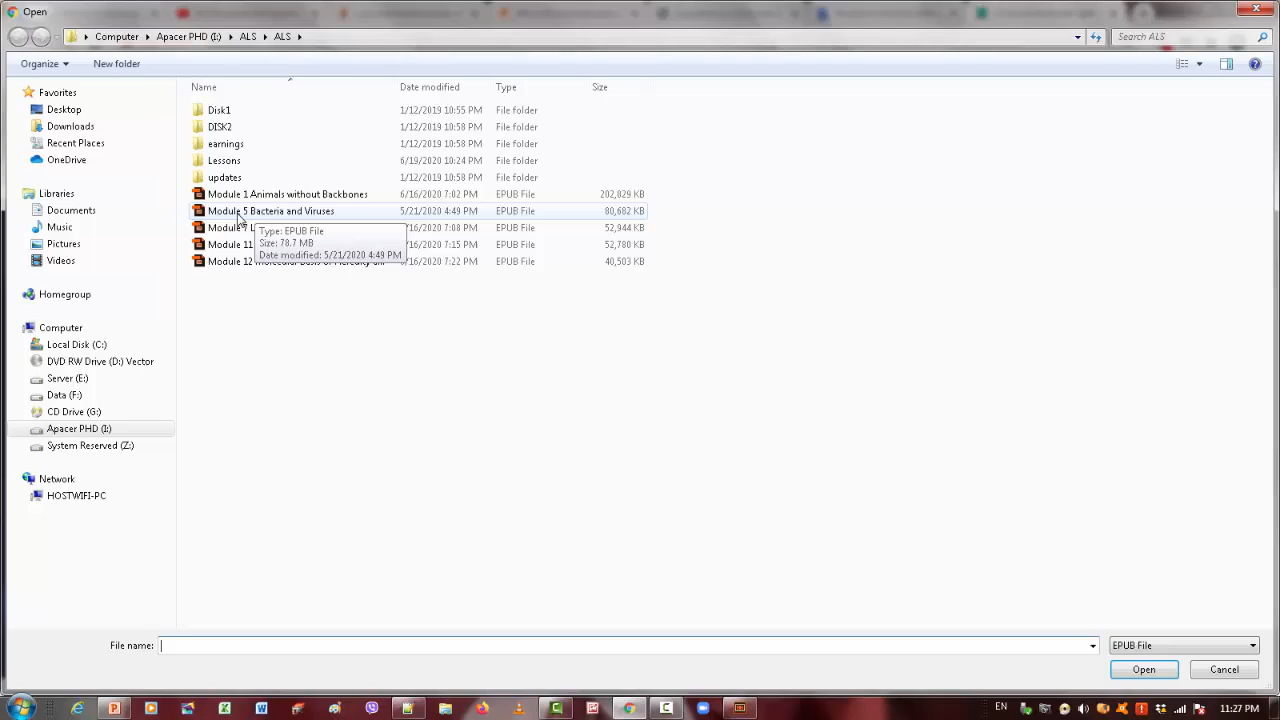 Open
Computer Apacer PHD (I:) ALS ALS
Search ALS
Organize New folder
Name Date modified Type Size
Favorites
Desktop
Downloads
Recent Places
OneDrive
Libraries
Documents
Music
Pictures
Videos
Homegroup
Computer
Local Disk (C:)
DVD RW Drive (D:) Vector
Server (E:)
Data (F:)
CD Drive (G:)
Apacer PHD (I:)
System Reserved (Z:)
Network
HOSTWIFI-PC
Disk1 1/12/2019 10:55 PM File folder
DISK2 1/12/2019 10:58 PM File folder
earnings 1/12/2019 10:58 PM File folder
Lessons 6/19/2020 10:24 PM File folder
updates 1/12/2019 10:58 PM File folder
Module 1 Animals without Backbones 6/16/2020 7:02 PM EPUB File 202,829 KB
Module 5 Bacteria and Viruses 5/21/2020 4:49 PM EPUB File 80,682 KB
/16/2020 7:08 PM EPUB File 52,944 KB
Module 11 /16/2020 7:15 PM EPUB File 52,780 KB
Module 12 /16/2020 7:22 PM EPUB File 40,503 KB
Type: EPUB File
Size: 78.7 MB
Date modified: 5/21/2020 4:49 PM
File name:
EPUB File
Open Cancel
EN 11:27 PM